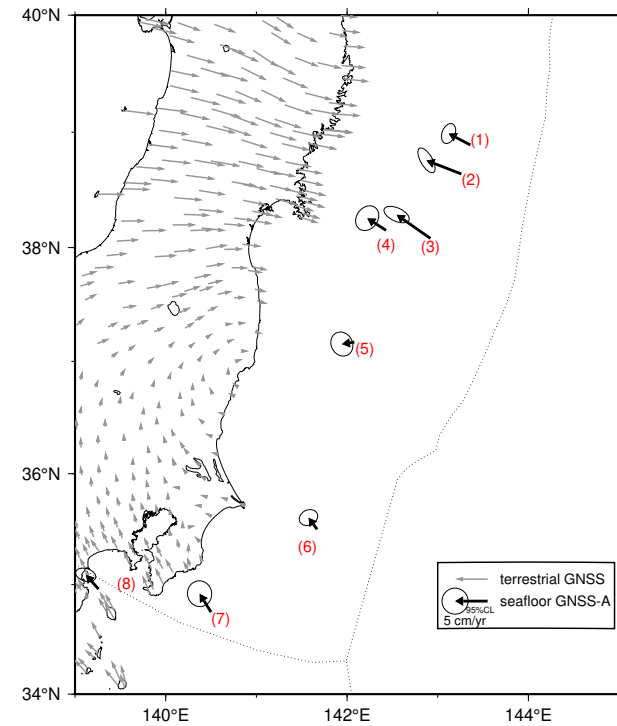 40°N
(1)
(2)
(3)
(4)
38°N
(5)
36°N
(6)
(8)
(7)
terrestrial GNSS
seafloor GNSS-A
95%CL
5 cm/yr
34°N
140°E
142°E
144°E